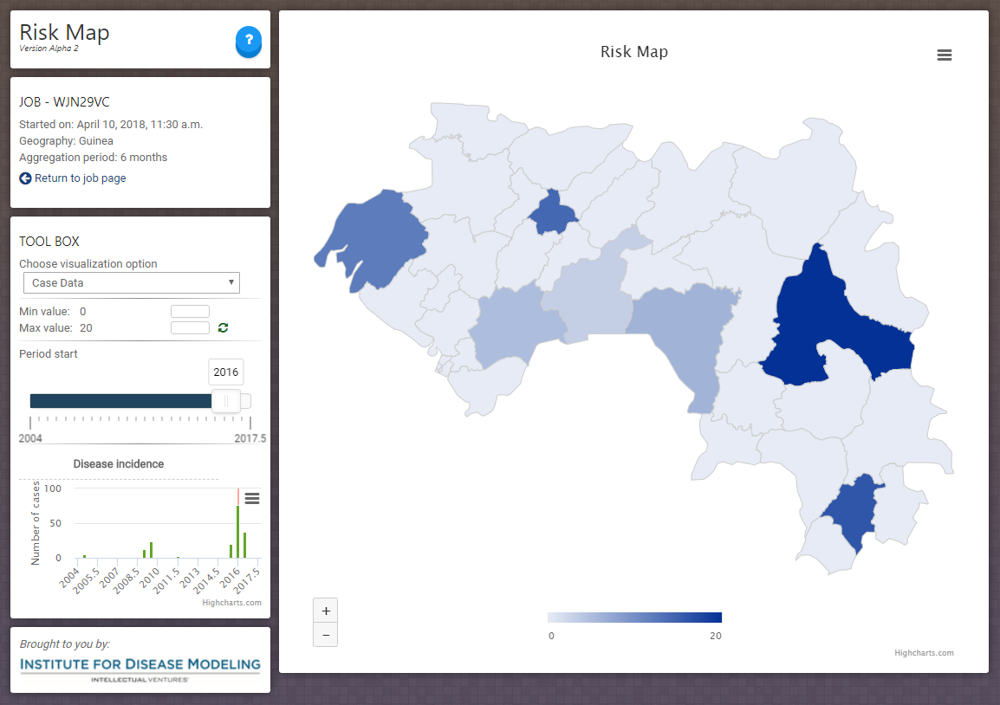 Risk Map
Version Alpha 2
?
JOB - WJN29VC
Started on: April 10, 2018, 11:30 a.m.
Geography: Guinea
Aggregation period: 6 months
Return to job page
TOOL BOX
Choose visualization option
Case Data
Min value: 0
Max value: 20
Period start
2016
2004 2017.5
Disease incidence
Number of cases
100
50
0
2004 2005.5 2007 2008.5 2010 2011.5 2013 2014.5 2016 2017.5
Highcharts.com
Brought to you by:
INSTITUTE FOR DISEASE MODELING
INTELLECTUAL VENTURES
Risk Map
+
−
0 20
Highcharts.com